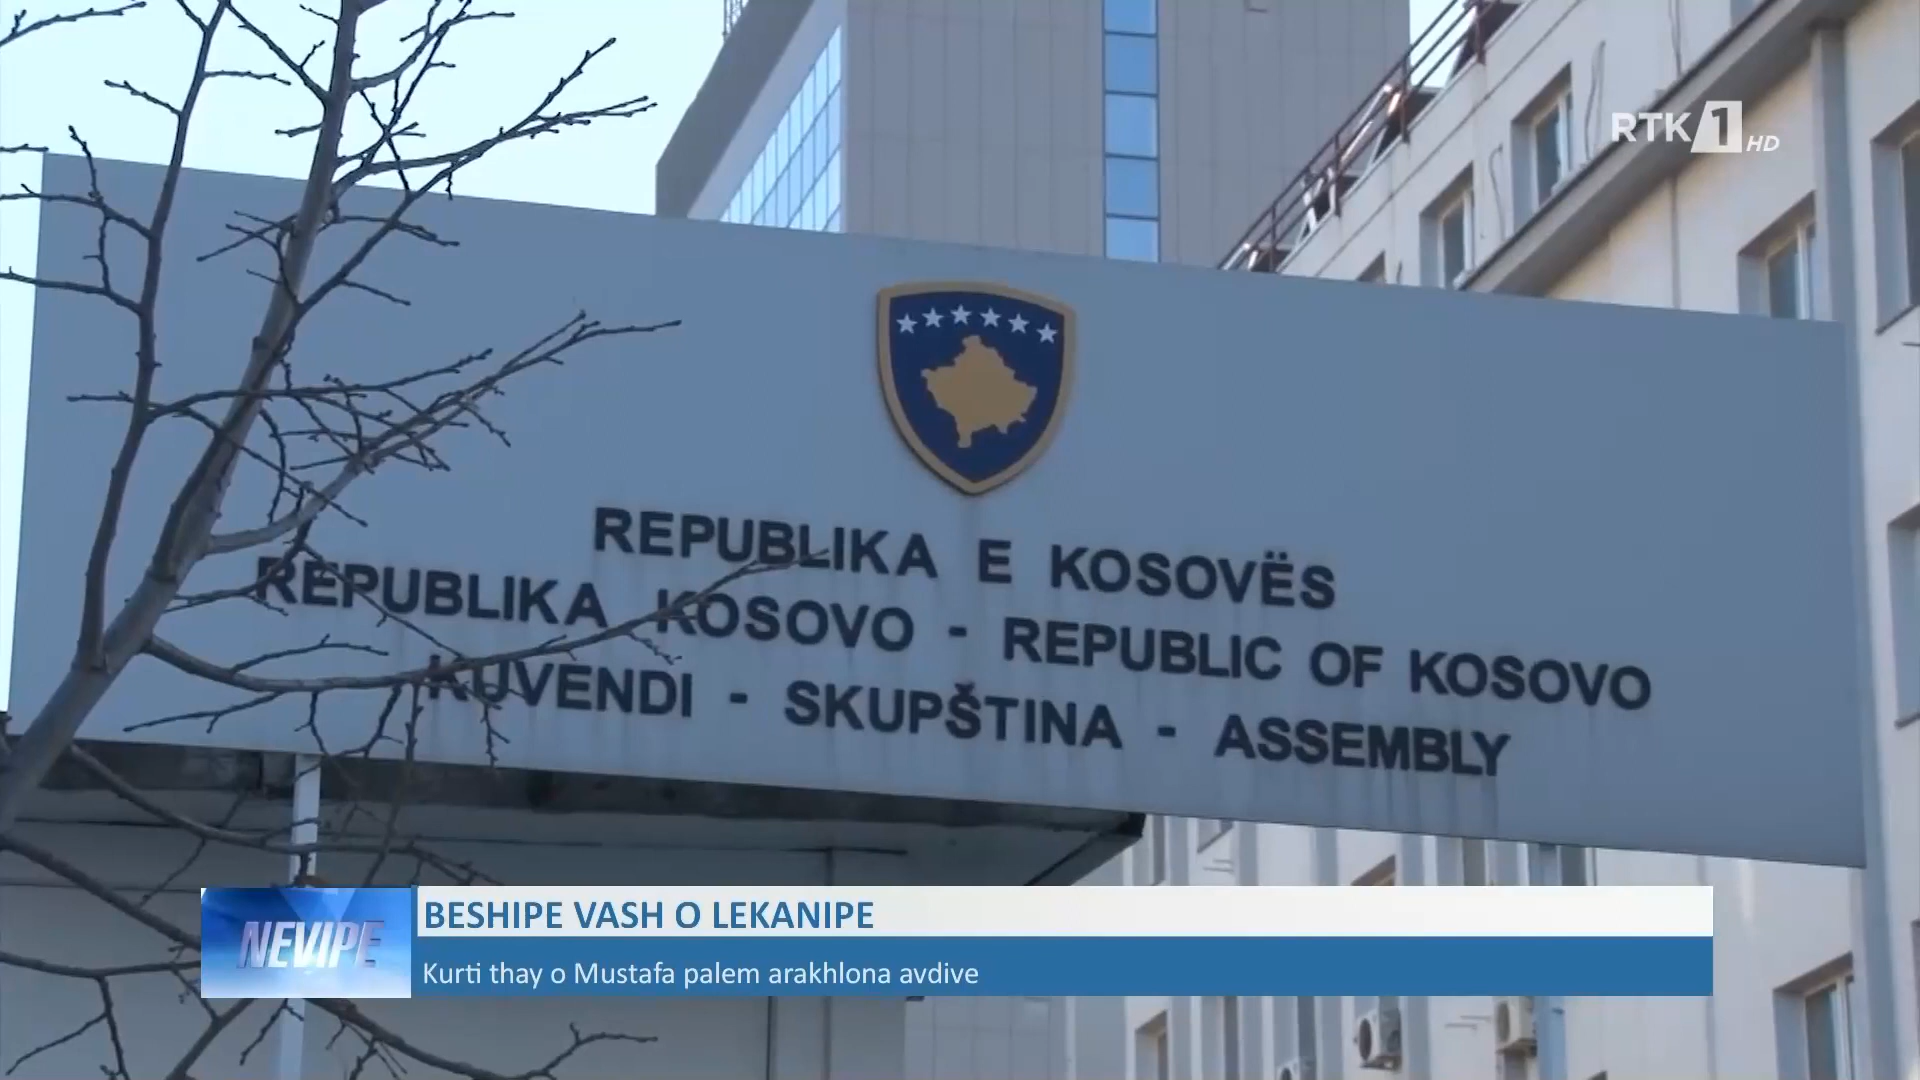 RTK 1 HD
REPUBLIKA E KOSOVËS
REPUBLIKA KOSOVO - REPUBLIC OF KOSOVO
KUVENDI - SKUPŠTINA - ASSEMBLY
NEVIPE
BESHIPE VASH O LEKANIPE
Kurti thay o Mustafa palem arakhlona avdive